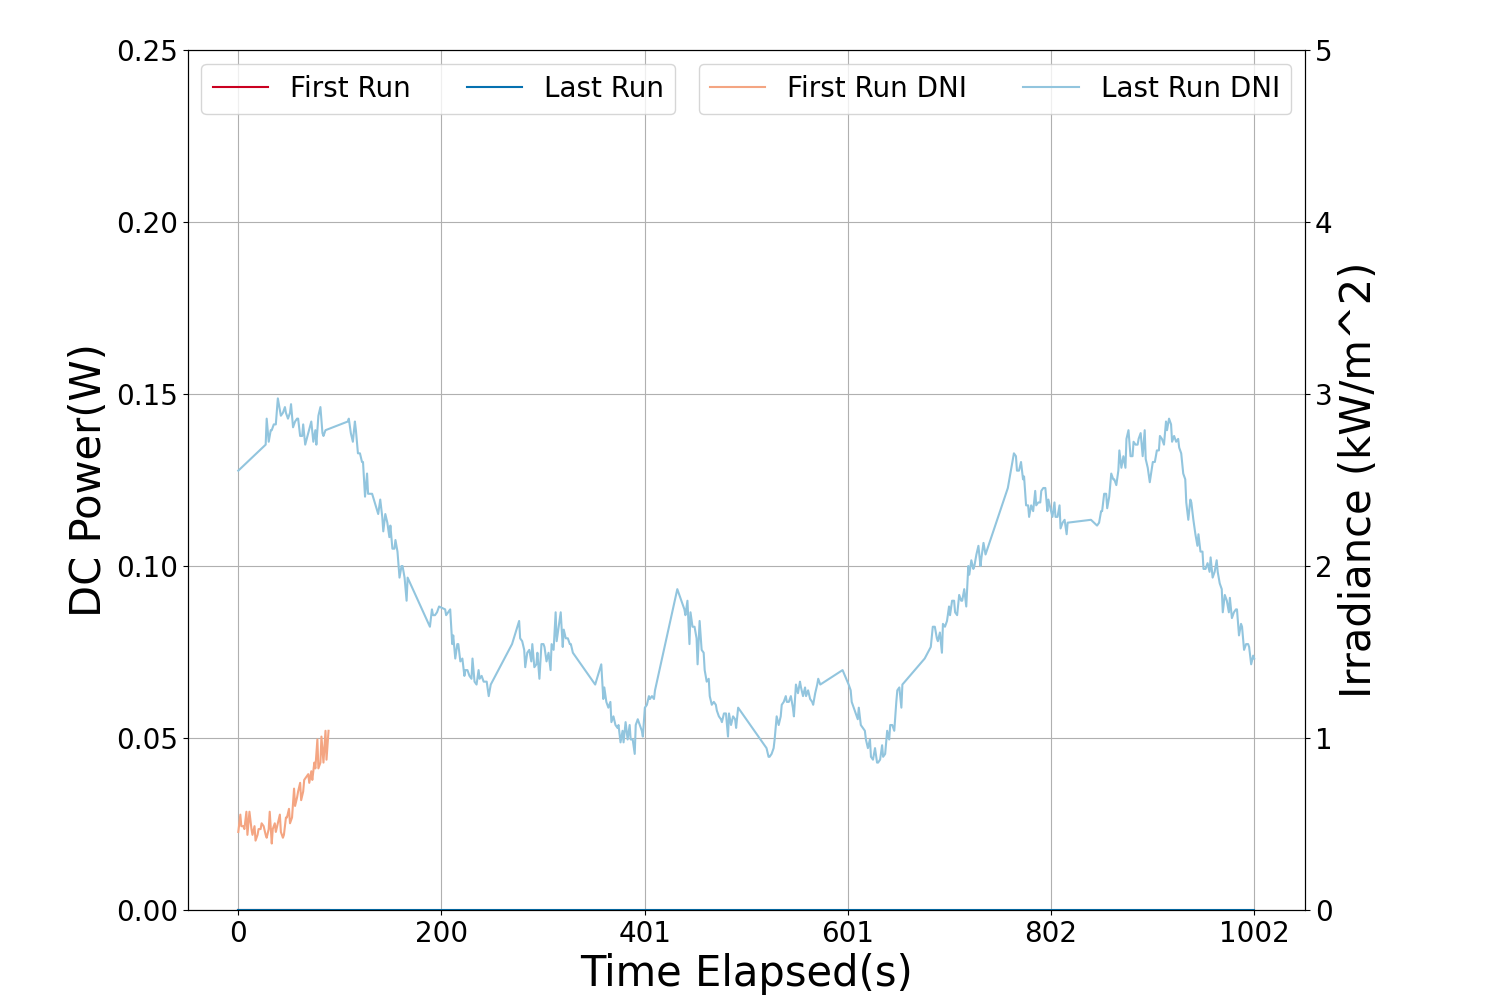 First Run
Last Run
First Run DNI
Last Run DNI
DC Power(W)
0.25
0.20
0.15
0.10
0.05
0.00
5
4
3
2
1
0
Irradiance (kW/m^2)
0 200 401 601 802 1002
Time Elapsed(s)